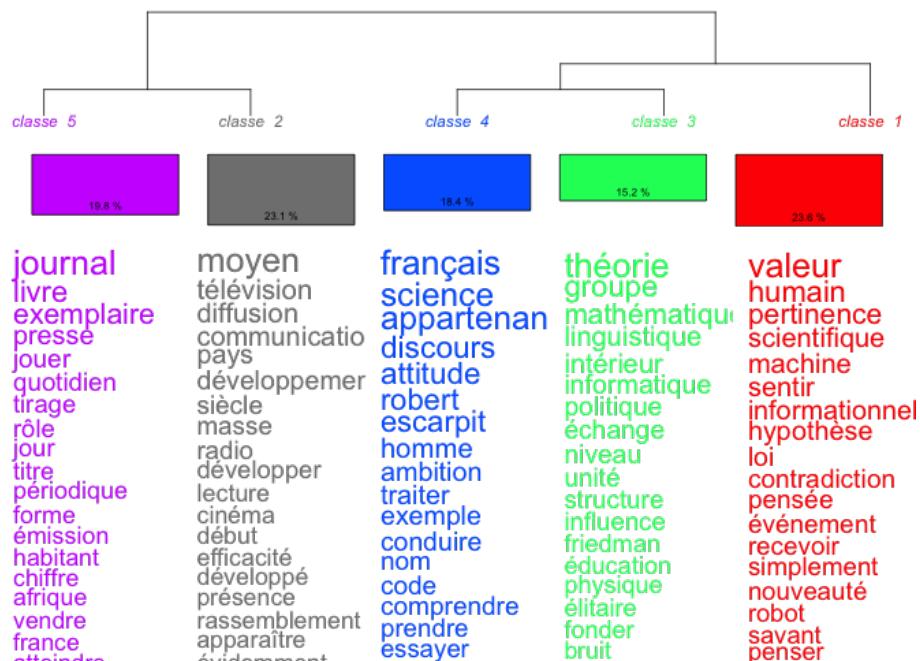 classe 5
classe 2
classe 4
classe 3
classe 1
19.8 %
23.1 %
18.4 %
15.2 %
23.6 %
journal
livre
exemplaire
presse
jouer
quotidien
tirage
rôle
jour
titre
périodique
forme
émission
habitant
chiffre
afrique
vendre
france
atteindre
moyen
télévision
diffusion
communicatio
pays
développemer
siècle
masse
radio
développer
lecture
cinéma
début
efficacité
développé
présence
rassemblement
apparaître
évidemment
français
science
appartenan
discours
attitude
robert
escarpit
homme
ambition
traiter
exemple
conduire
nom
code
comprendre
prendre
essayer
théorie
groupe
mathématiqu
linguistique
intérieur
informatique
politique
échange
niveau
unité
structure
influence
friedman
éducation
physique
élitaire
fonder
bruit
valeur
humain
pertinence
scientifique
machine
sentir
informationnel
hypothèse
loi
contradiction
pensée
événement
recevoir
simplement
nouveauté
robot
savant
penser